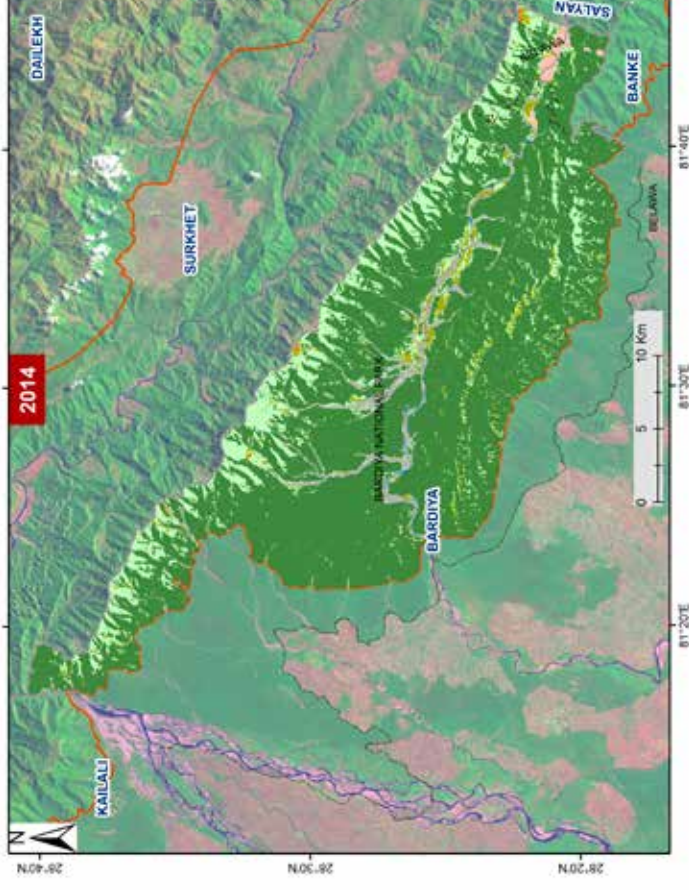 2014
DAILEKH
SALYAN
SURKHET
BANKE
KAILALI
BARDIYA
BARDIYA NATIONAL PARK
BELAWA
N
0 5 10 Km
28°40'N
28°30'N
28°20'N
81°20'E
81°30'E
81°40'E